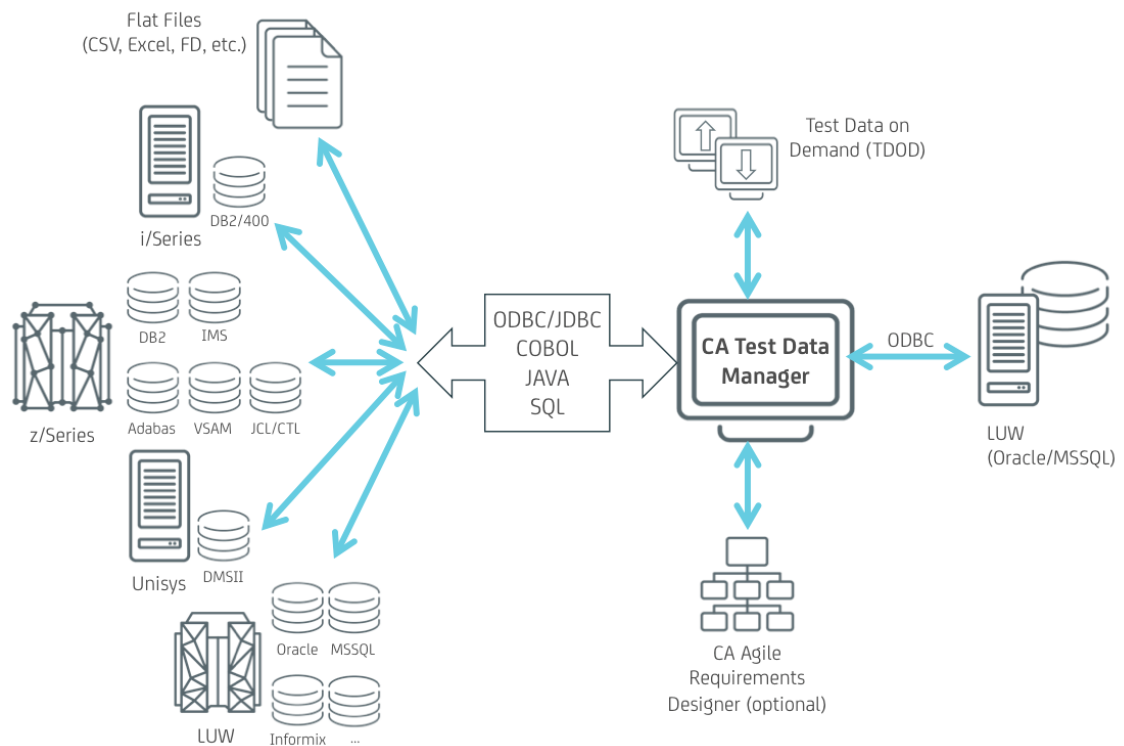 Flat Files
(CSV, Excel, FD, etc.)
DB2/400
i/Series
DB2
IMS
Adabas
VSAM
JCL/CTL
z/Series
DMSII
Unisys
Oracle
MSSQL
Informix
...
LUW
ODBC/JDBC
COBOL
JAVA
SQL
Test Data on
Demand (TDOD)
CA Test Data
Manager
ODBC
LUW
(Oracle/MSSQL)
CA Agile
Requirements
Designer (optional)